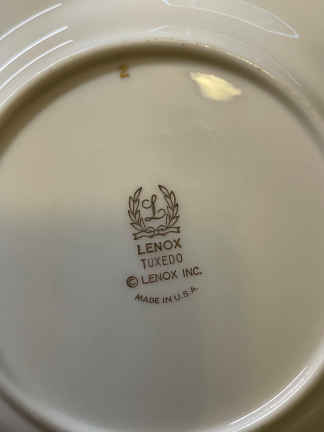 L
LENOX
TUXEDO
© LENOX INC.
MADE IN U.S.A.